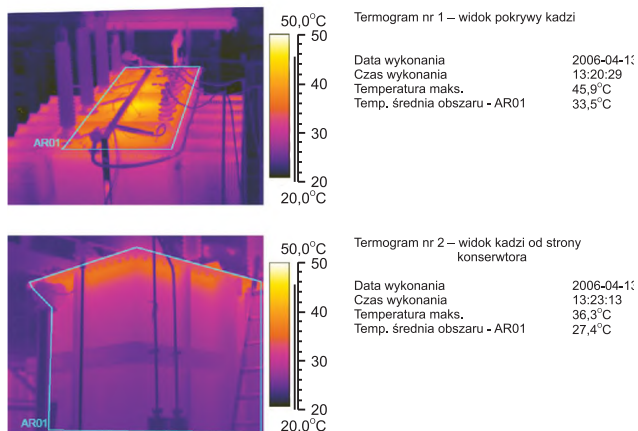 50,0°C
50
40
30
20
20,0°C
AR01
Termogram nr 1 – widok pokrywy kadzi
Data wykonania 2006-04-13
Czas wykonania 13:20:29
Temperatura maks. 45,9°C
Temp. średnia obszaru - AR01 33,5°C
50,0°C
50
40
30
20
20,0°C
AR01
Termogram nr 2 – widok kadzi od strony
konserwtora
Data wykonania 2006-04-13
Czas wykonania 13:23:13
Temperatura maks. 36,3°C
Temp. średnia obszaru - AR01 27,4°C